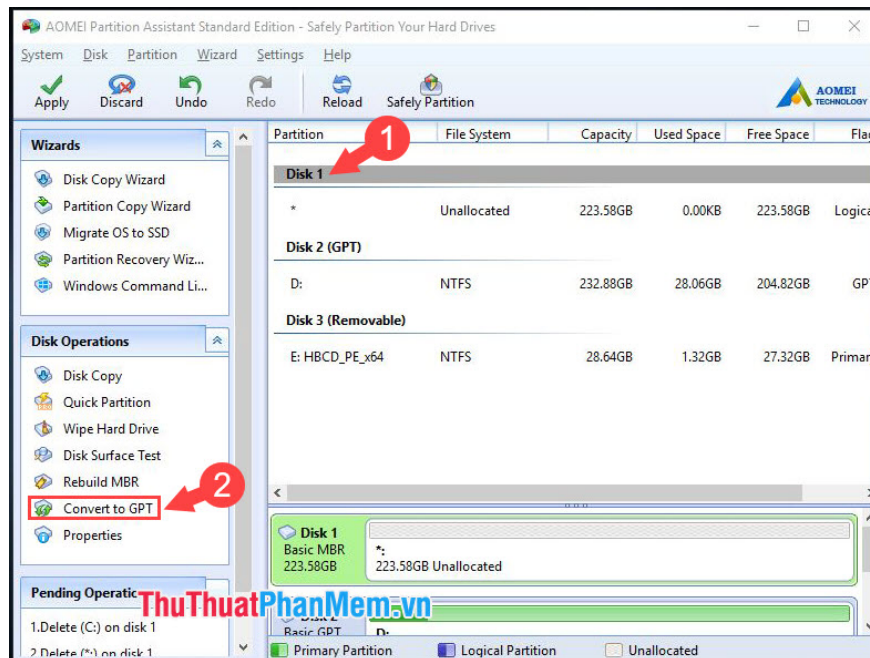 AOMEI Partition Assistant Standard Edition - Safely Partition Your Hard Drives
System Disk Partition Wizard Settings Help
Apply Discard Undo Redo Reload Safely Partition
AOMEI
TECHNOLOGY
Wizards
Disk Copy Wizard
Partition Copy Wizard
Migrate OS to SSD
Partition Recovery Wiz...
Windows Command Li...
Disk Operations
Disk Copy
Quick Partition
Wipe Hard Drive
Disk Surface Test
Rebuild MBR
Convert to GPT
2
Properties
Pending Operatic
1.Delete (C:) on disk 1
2.Delete (*:) on disk 1
Partition File System Capacity Used Space Free Space Flag
1
Disk 1
* Unallocated 223.58GB 0.00KB 223.58GB Logica
Disk 2 (GPT)
D: NTFS 232.88GB 28.06GB 204.82GB GP
Disk 3 (Removable)
E: HBCD_PE_x64 NTFS 28.64GB 1.32GB 27.32GB Primar
Disk 1
Basic MBR
223.58GB
*:
223.58GB Unallocated
ThuThuatPhanMem.vn
Disk 2
Basic GPT
D:
Primary Partition Logical Partition Unallocated